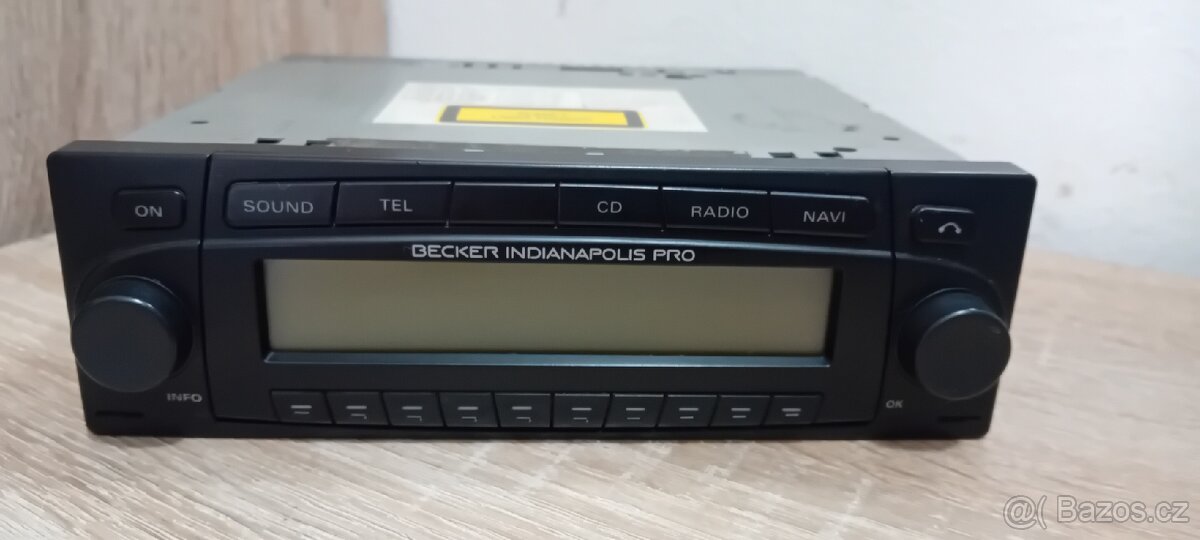 ON
SOUND
TEL
CD
RADIO
NAVI
BECKER INDIANAPOLIS PRO
INFO
OK
@( Bazos.cz